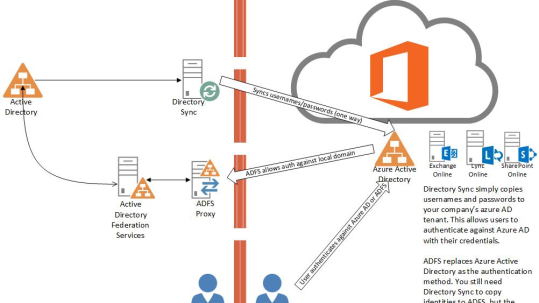 Active
Directory
Directory
Sync
Syncs usernames/passwords (one way)
ADFS allows auth against local domain
Azure Active
Directory
Exchange
Online
Lync
Online
SharePoint
Online
Active
Directory
Federation
Services
ADFS
Proxy
User authenticates against Azure AD or ADFS
Directory Sync simply copies
usernames and passwords to
your company's azure AD
tenant. This allows users to
authenticate against Azure AD
with their credentials.
ADFS replaces Azure Active
Directory as the authentication
method. You still need
Directory Sync to copy
identities to ADFS, but the